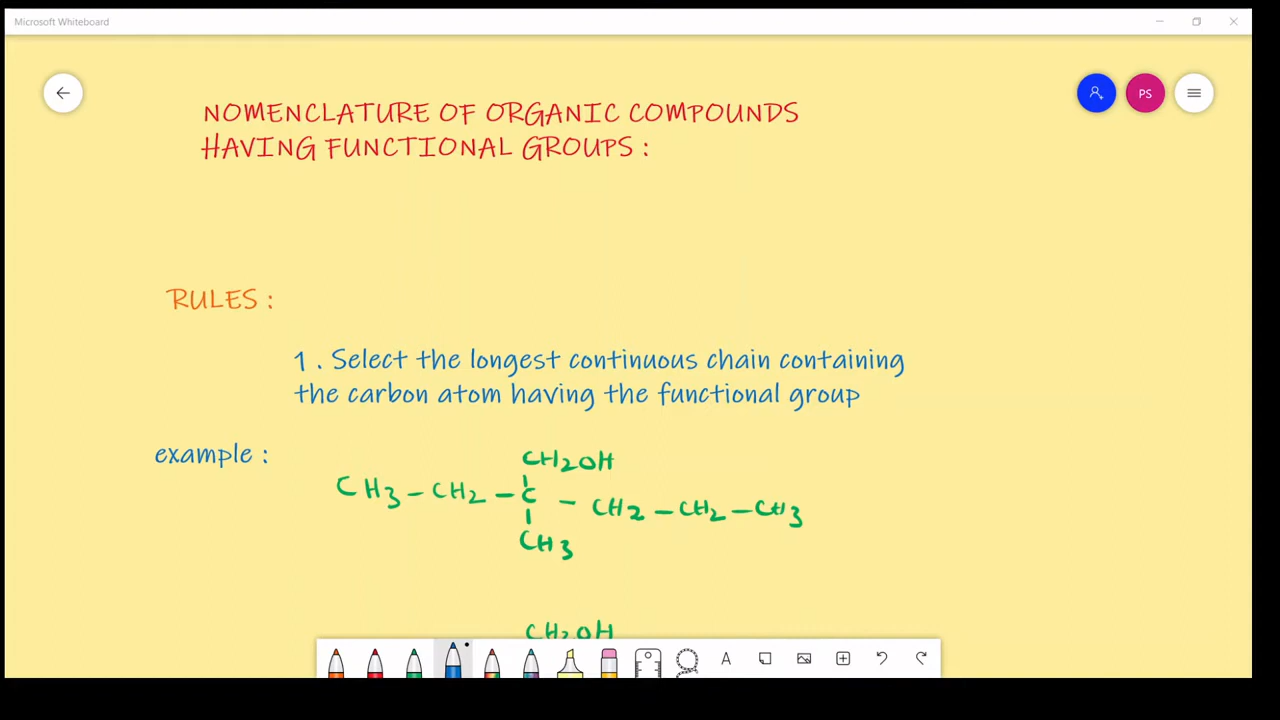 Microsoft Whiteboard
PS
NOMENCLATURE OF ORGANIC COMPOUNDS
HAVING FUNCTIONAL GROUPS :
RULES :
1 . Select the longest continuous chain containing
the carbon atom having the functional group
example :
CH2OH
CH3 - CH2 - C - CH2 - CH2 - CH3
CH3
CH2OH
A